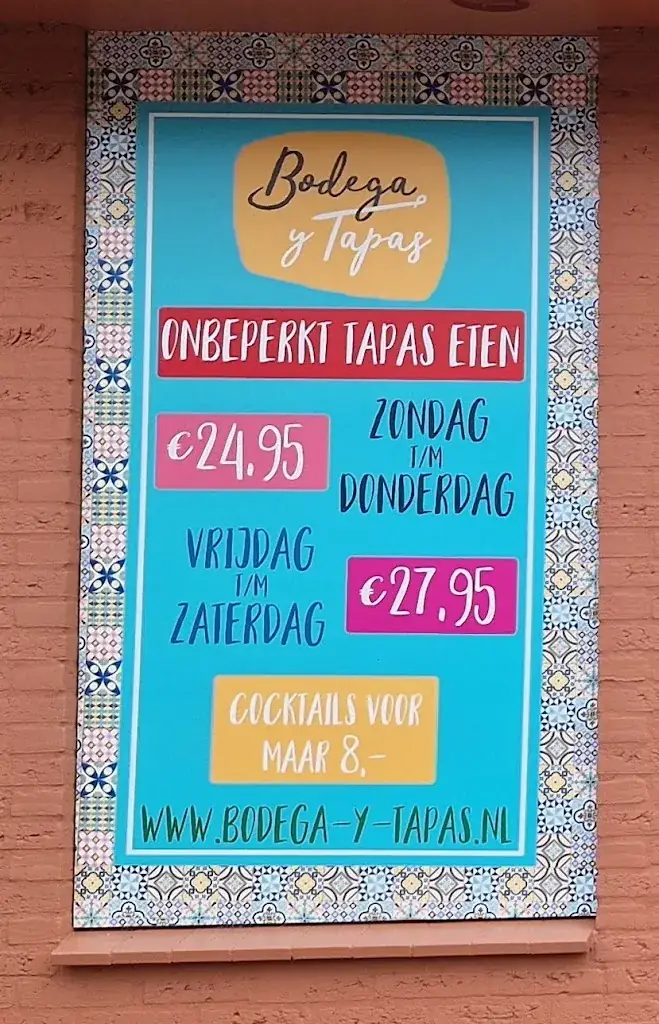 Bodega
y Tapas
ONBEPERKT TAPAS ETEN
€24.95
ZONDAG
T/M
DONDERDAG
VRIJDAG
T/M
ZATERDAG
€27.95
COCKTAILS VOOR
MAAR 8,-
WWW.BODEGA-Y-TAPAS.NL